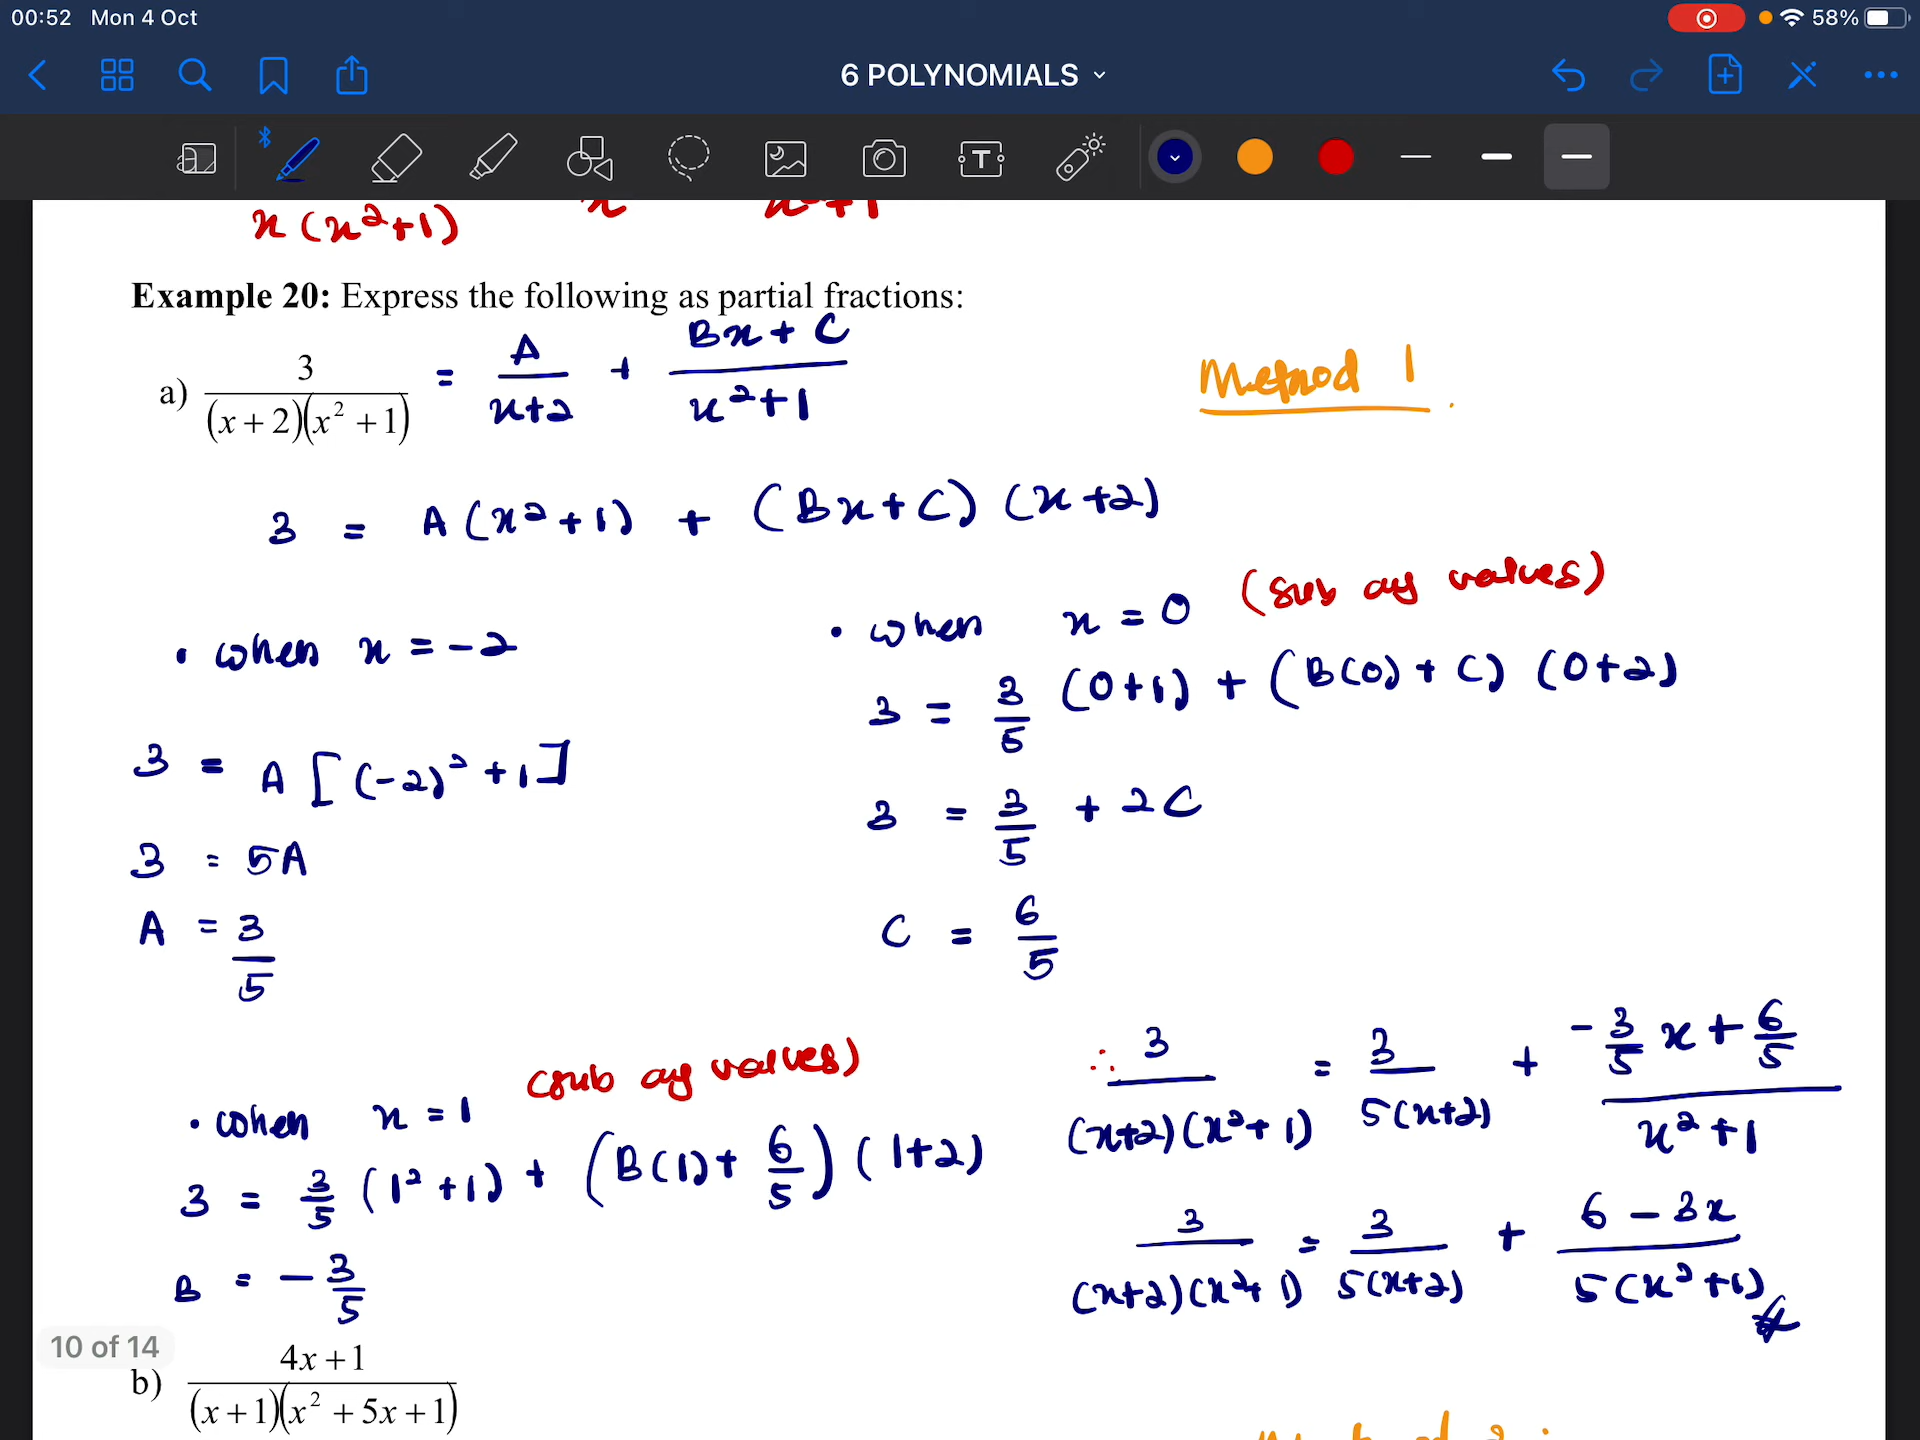 00:52 Mon 4 Oct 58%
6 POLYNOMIALS
x(x²+1) x x²+1
Example 20: Express the following as partial fractions:
a) 3/((x+2)(x²+1)) = A/(x+2) + (Bx+C)/(x²+1)
Method 1
3 = A(x²+1) + (Bx+C)(x+2)
• when x = -2
3 = A[(-2)²+1]
3 = 5A
A = 3/5
• when x = 0 (sub any values)
3 = 3/5 (0+1) + (B(0)+C)(0+2)
3 = 3/5 + 2C
C = 6/5
• when x = 1 (sub any values)
3 = 3/5 (1²+1) + (B(1)+6/5)(1+2)
B = -3/5
∴ 3/((x+2)(x²+1)) = 3/(5(x+2)) + (-3/5 x + 6/5)/(x²+1)
3/((x+2)(x²+1)) = 3/(5(x+2)) + (6-3x)/(5(x²+1))
10 of 14
b) (4x+1)/((x+1)(x²+5x+1))